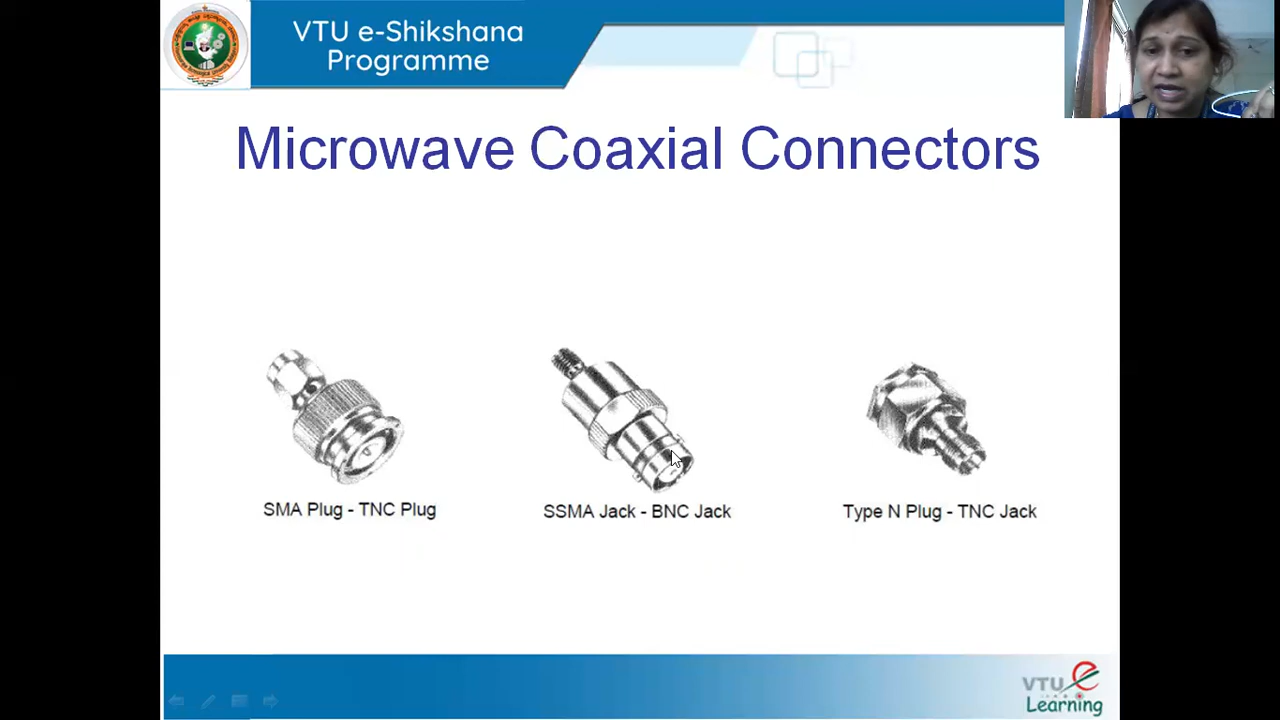 VTU e-Shikshana
Programme
Microwave Coaxial Connectors
SMA Plug - TNC Plug
SSMA Jack - BNC Jack
Type N Plug - TNC Jack
VTU e
Learning